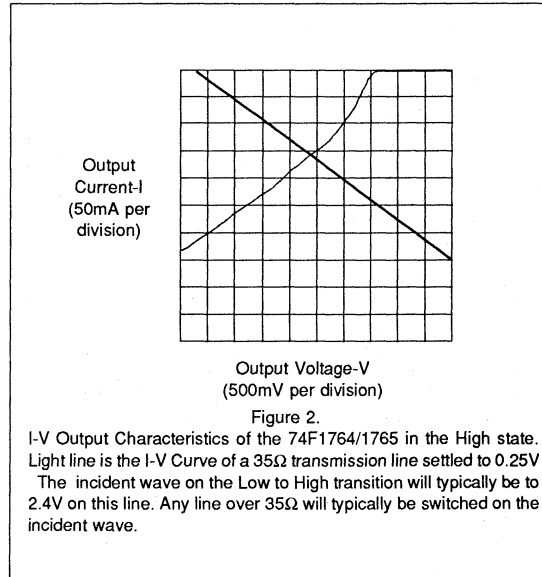 Output
Current-I
(50mA per
division)
Output Voltage-V
(500mV per division)
Figure 2.
I-V Output Characteristics of the 74F1764/1765 in the High state.
Light line is the I-V Curve of a 35Ω transmission line settled to 0.25V
The incident wave on the Low to High transition will typically be to
2.4V on this line. Any line over 35Ω will typically be switched on the
incident wave.